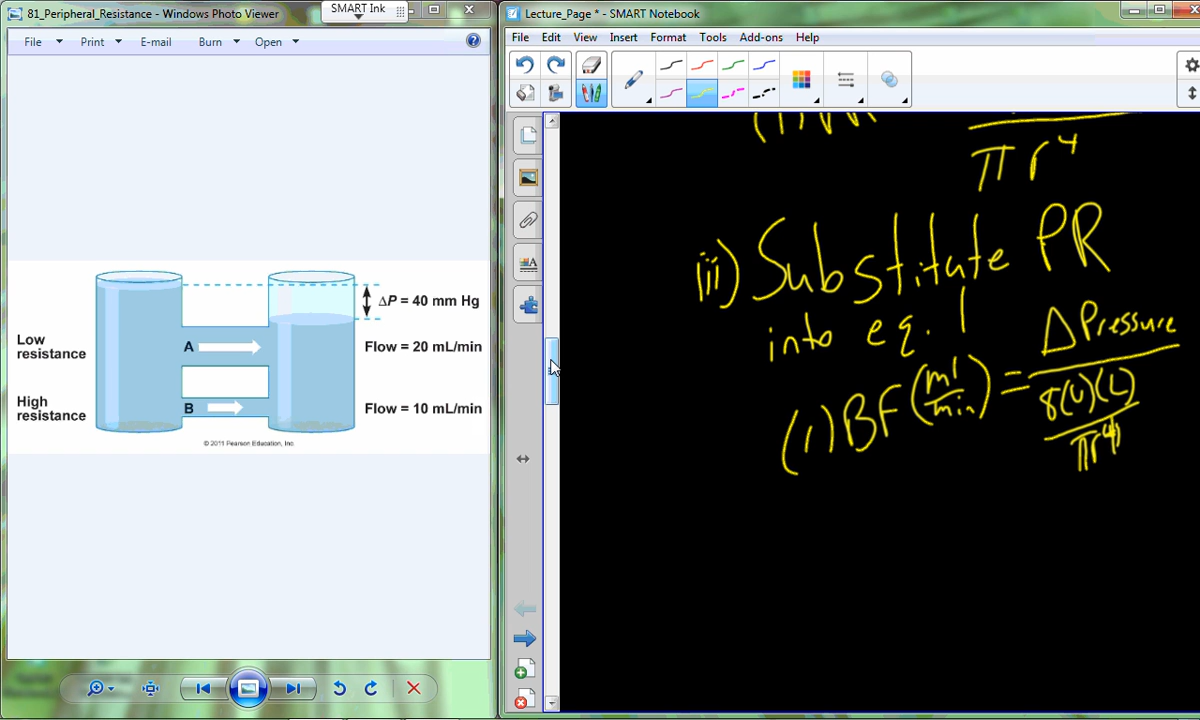 81_Peripheral_Resistance - Windows Photo Viewer
SMART Ink
File Print E-mail Burn Open
ΔP = 40 mm Hg
Low
resistance
A
Flow = 20 mL/min
High
resistance
B
Flow = 10 mL/min
© 2011 Pearson Education, Inc.
Lecture_Page * - SMART Notebook
File Edit View Insert Format Tools Add-ons Help
π r⁴
ii) Substitute PR
into eq. 1
(1) BF (ml/min) = Δ Pressure
8(V)(L)
πr⁴